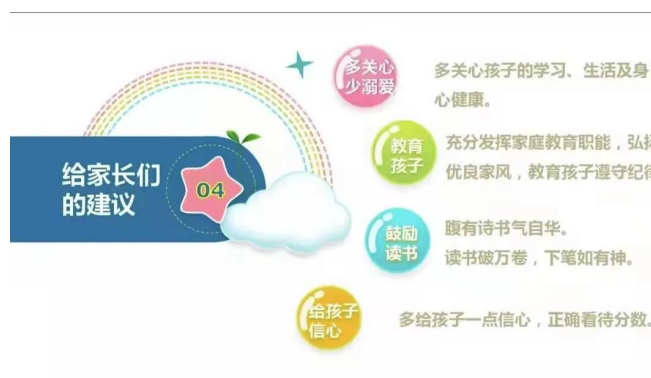 给家长们
的建议
04
多关心
少溺爱
多关心孩子的学习、生活及身
心健康。
教育
孩子
充分发挥家庭教育职能，弘扬
优良家风，教育孩子遵守纪律
鼓励
读书
腹有诗书气自华。
读书破万卷，下笔如有神。
给孩子
信心
多给孩子一点信心，正确看待分数。